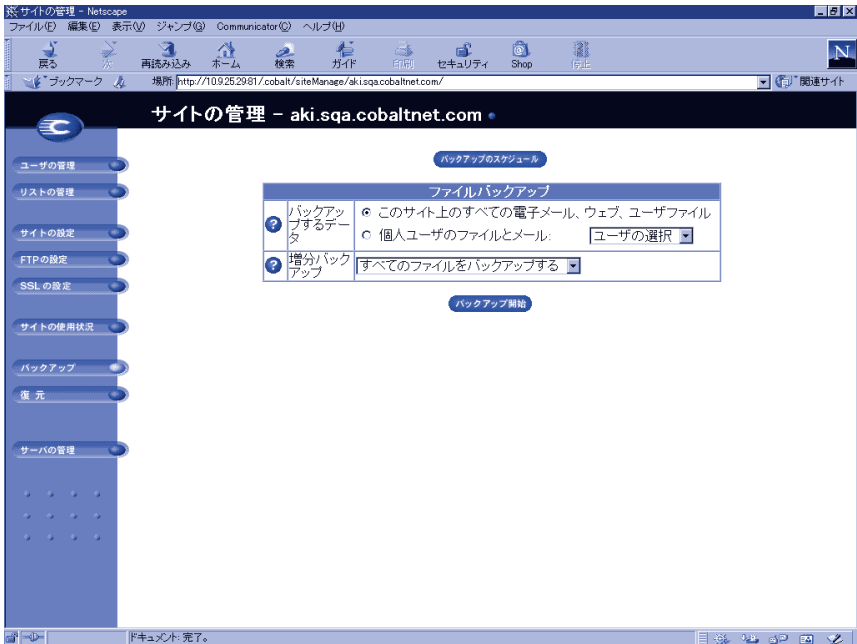 サイトの管理 - Netscape
ファイル(F) 編集(E) 表示(V) ジャンプ(G) Communicator(C) ヘルプ(H)
戻る 次 再読み込み ホーム 検索 ガイド 印刷 セキュリティ Shop 停止
N
ブックマーク 場所: http://10.9.25.29:81/.cobalt/siteManage/aki.sqa.cobaltnet.com/ 関連サイト
サイトの管理 - aki.sqa.cobaltnet.com
ユーザの管理
リストの管理
サイトの設定
FTPの設定
SSL の設定
サイトの使用状況
バックアップ
復 元
サーバの管理
バックアップのスケジュール
ファイルバックアップ
バックアッ
プするデー
タ
このサイト上のすべての電子メール、ウェブ、ユーザファイル
個人ユーザのファイルとメール: ユーザの選択
増分バック
アップ
すべてのファイルをバックアップする
バックアップ開始
ドキュメント: 完了。